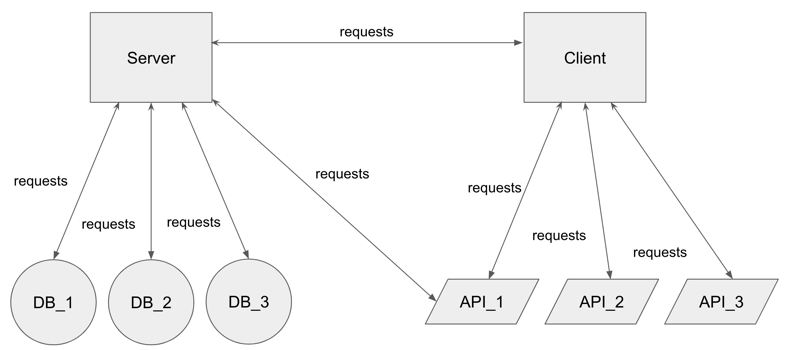 requests
Server
Client
requests
requests
requests
requests
requests
requests
requests
DB_1
DB_2
DB_3
API_1
API_2
API_3